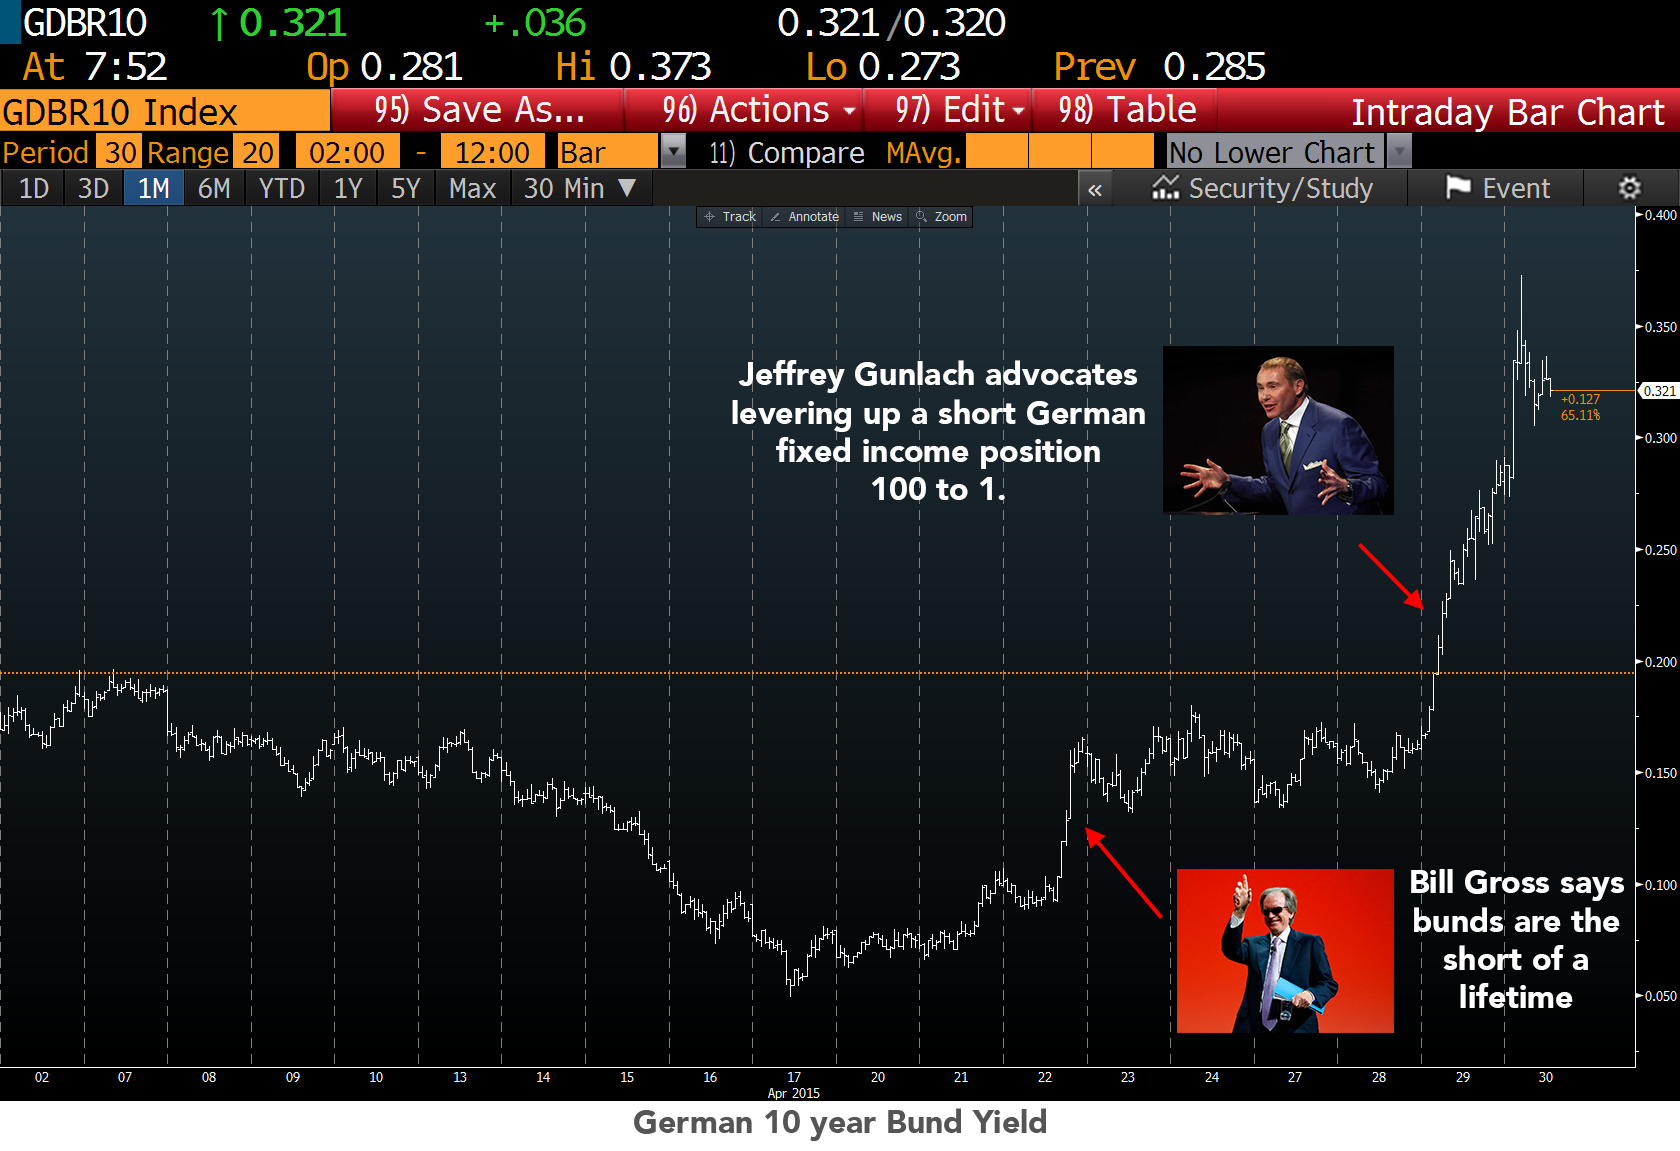 GDBR10 ↑ 0.321 +.036 0.321/0.320
At 7:52 Op 0.281 Hi 0.373 Lo 0.273 Prev 0.285
GDBR10 Index 95) Save As... 96) Actions 97) Edit 98) Table Intraday Bar Chart
Period 30 Range 20 02:00 - 12:00 Bar 11) Compare MAvg. No Lower Chart
1D 3D 1M 6M YTD 1Y 5Y Max 30 Min ▼ « Security/Study Event
Track Annotate News Zoom
0.400
0.350
Jeffrey Gunlach advocates
levering up a short German
fixed income position
100 to 1.
0.321
+0.127
65.11%
0.300
0.250
0.200
0.150
0.100
Bill Gross says
bunds are the
short of a
lifetime
0.050
02 07 08 09 10 13 14 15 16 17 20 21 22 23 24 27 28 29 30
Apr 2015
German 10 year Bund Yield